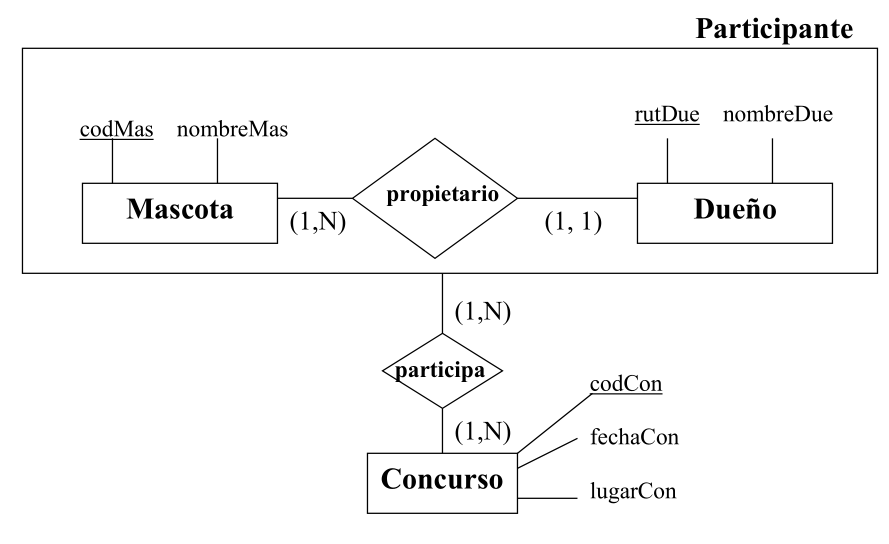 Participante
codMas nombreMas
rutDue nombreDue
Mascota
propietario
Dueño
(1,N)
(1, 1)
(1,N)
participa
(1,N)
codCon
fechaCon
lugarCon
Concurso